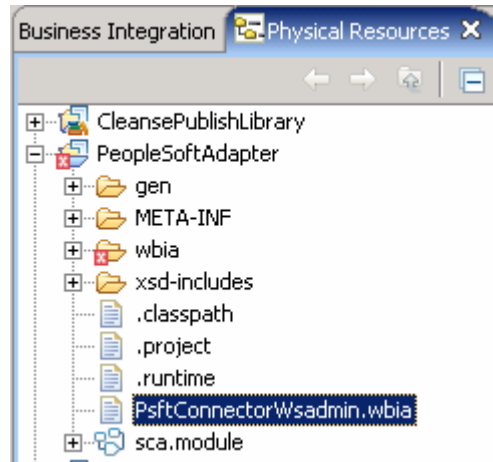 Business Integration Physical Resources
CleansePublishLibrary
PeopleSoftAdapter
gen
META-INF
wbia
xsd-includes
.classpath
.project
.runtime
PsftConnectorWsadmin.wbia
sca.module